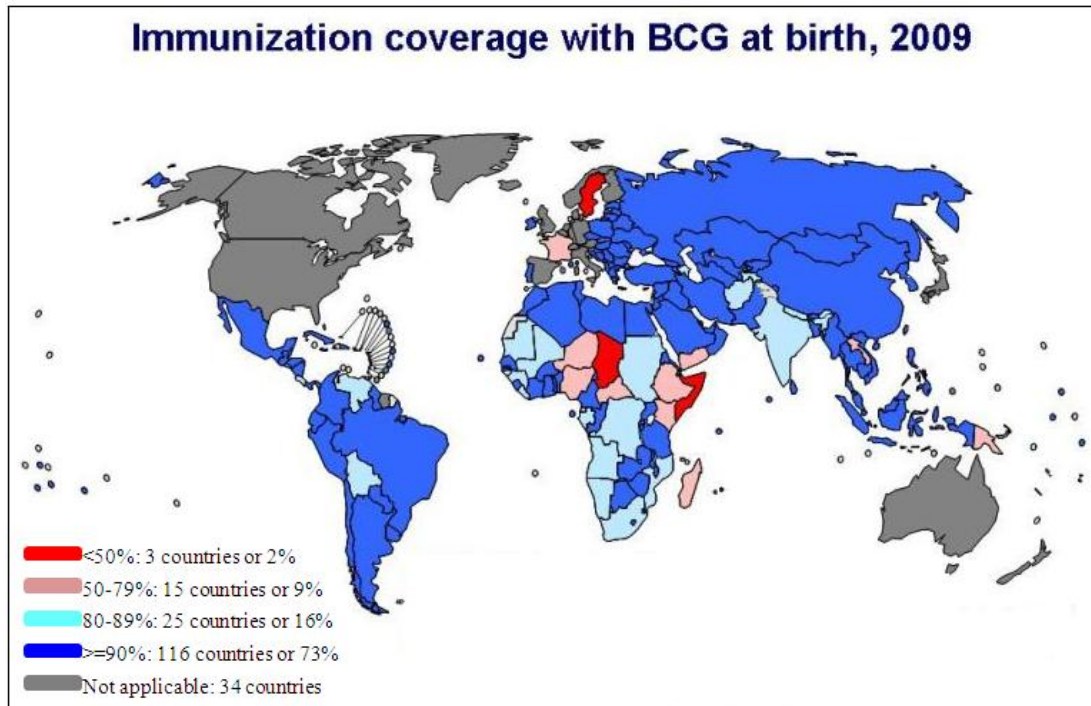 Immunization coverage with BCG at birth, 2009
<50%: 3 countries or 2%
50-79%: 15 countries or 9%
80-89%: 25 countries or 16%
>=90%: 116 countries or 73%
Not applicable: 34 countries